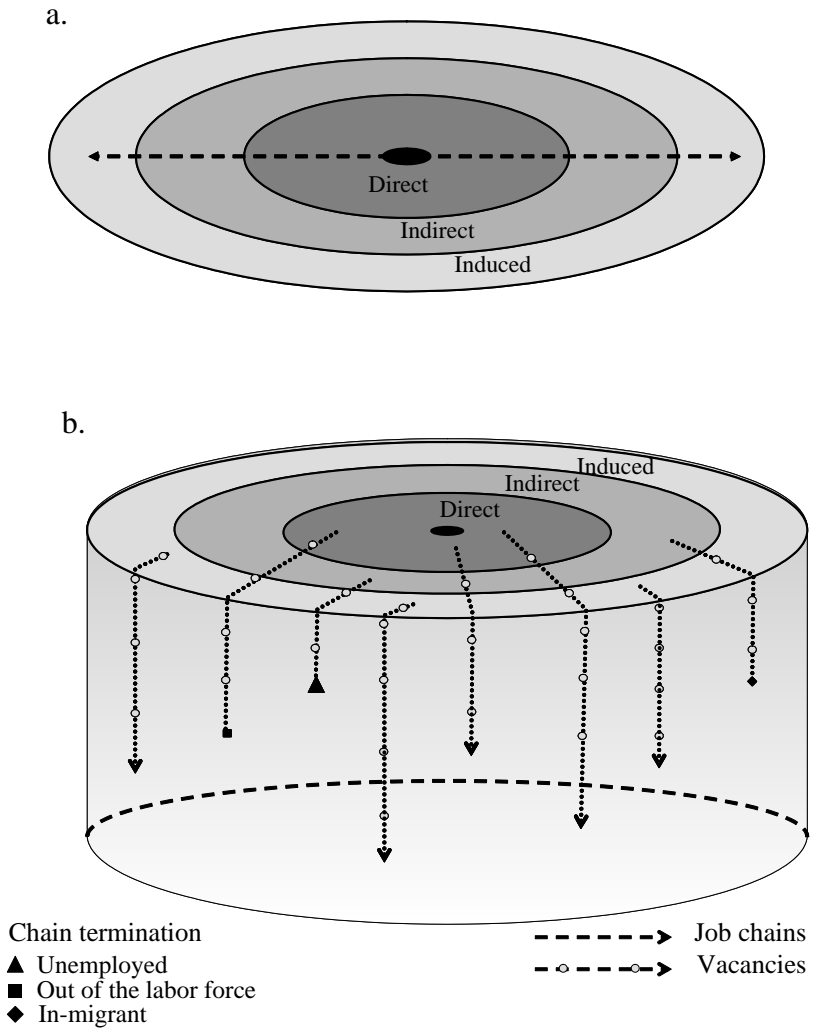 a.
Direct
Indirect
Induced
b.
Induced
Indirect
Direct
Chain termination
Unemployed
Out of the labor force
In-migrant
Job chains
Vacancies